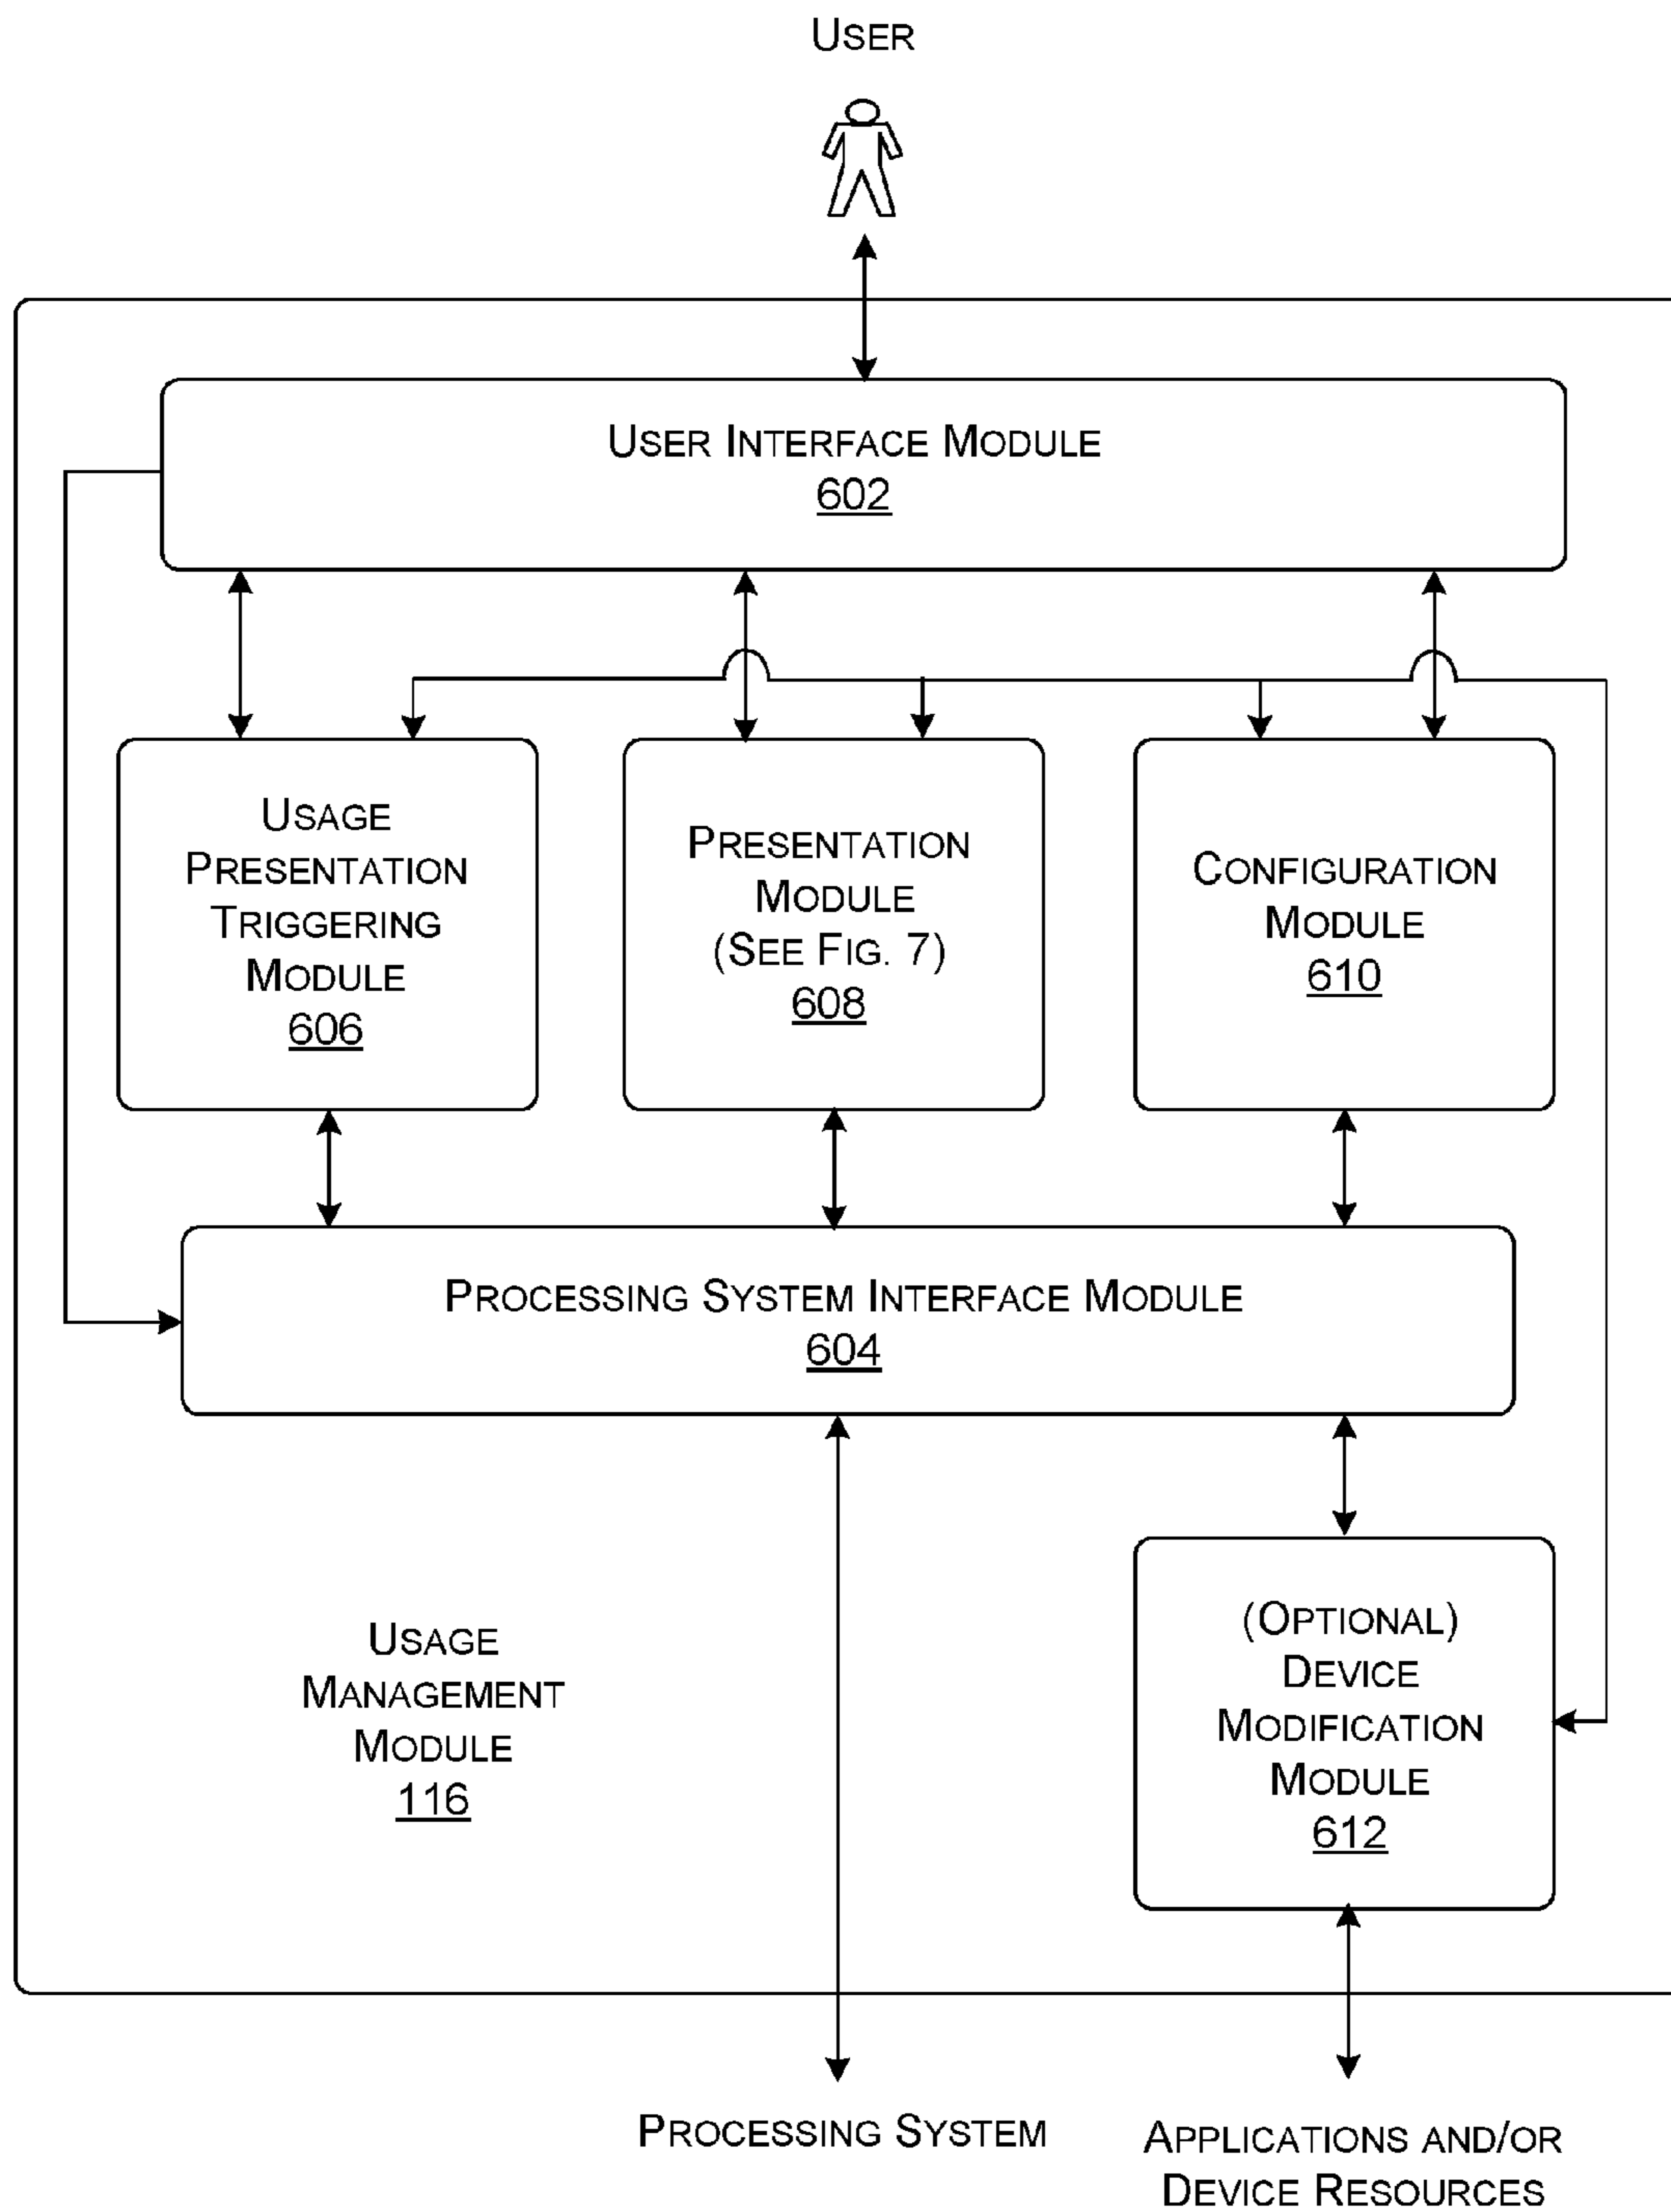 USER
USER INTERFACE MODULE
602
USAGE
PRESENTATION
TRIGGERING
MODULE
606
PRESENTATION
MODULE
(SEE FIG. 7)
608
CONFIGURATION
MODULE
610
PROCESSING SYSTEM INTERFACE MODULE
604
USAGE
MANAGEMENT
MODULE
116
(OPTIONAL)
DEVICE
MODIFICATION
MODULE
612
PROCESSING SYSTEM
APPLICATIONS AND/OR
DEVICE RESOURCES